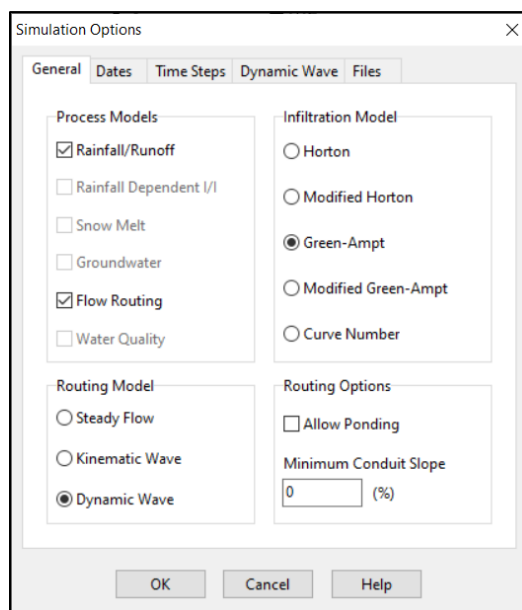 Simulation Options
General Dates Time Steps Dynamic Wave Files
Process Models
Rainfall/Runoff
Rainfall Dependent I/I
Snow Melt
Groundwater
Flow Routing
Water Quality
Infiltration Model
Horton
Modified Horton
Green-Ampt
Modified Green-Ampt
Curve Number
Routing Model
Steady Flow
Kinematic Wave
Dynamic Wave
Routing Options
Allow Ponding
Minimum Conduit Slope
0 (%)
OK Cancel Help